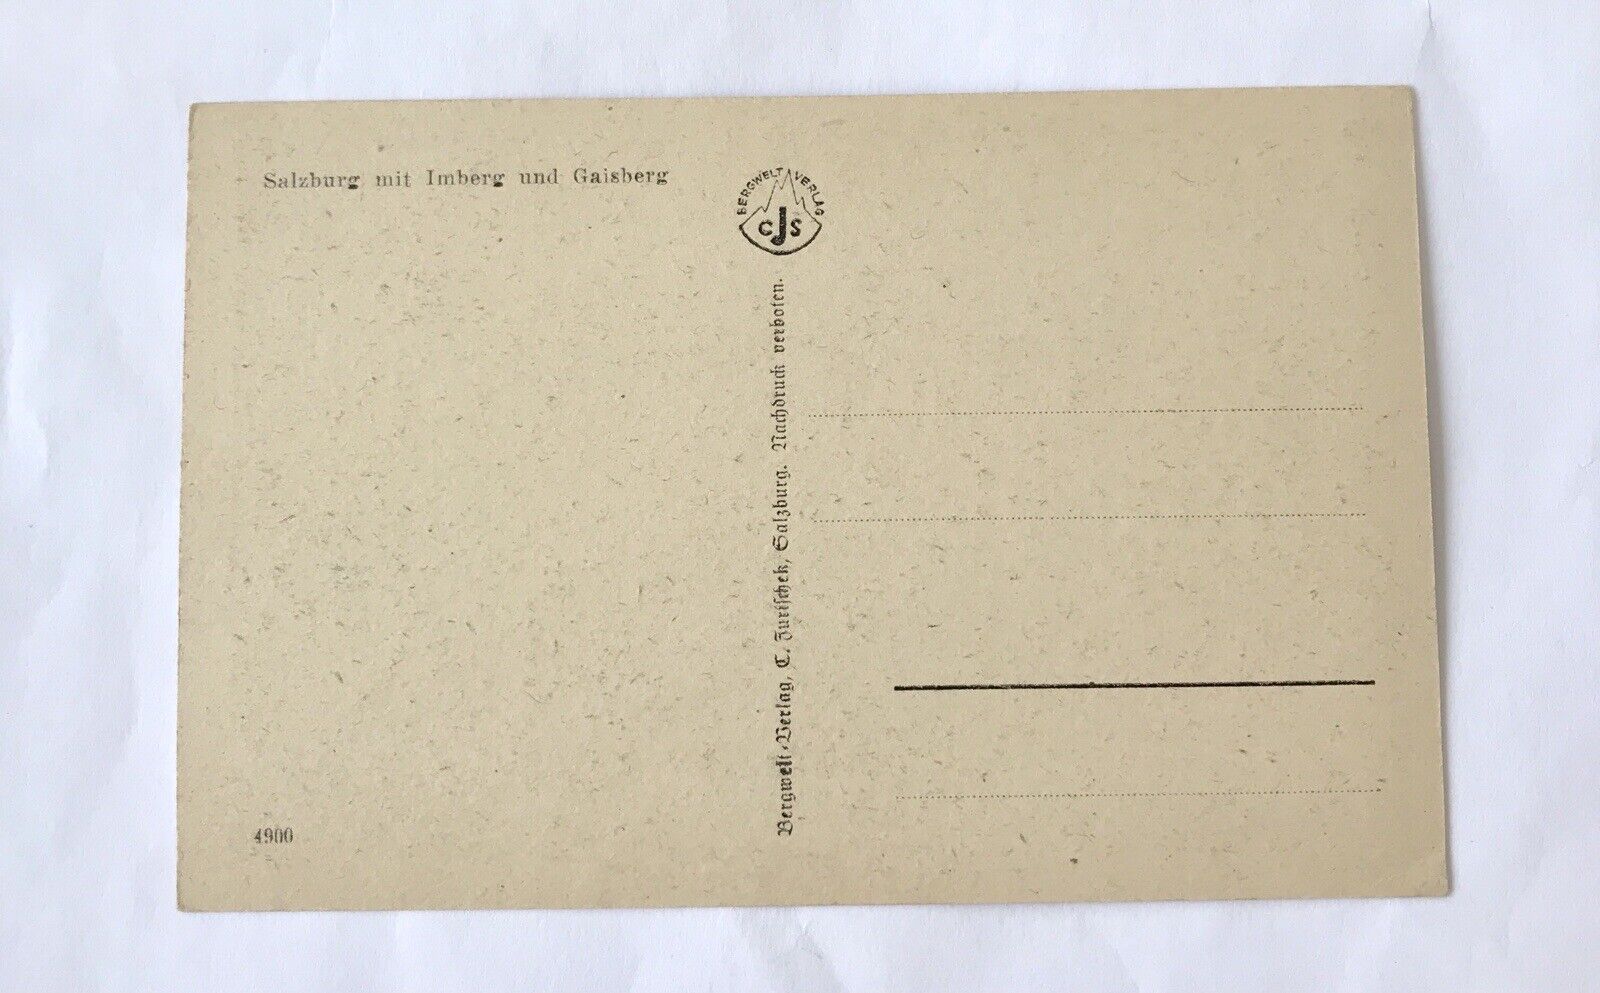 Salzburg mit Imberg und Gaisberg
BERGWELT VERLAG
CJS
Bergwelt-Verlag, C. Jurischek, Salzburg. Nachdruck verboten.
4900